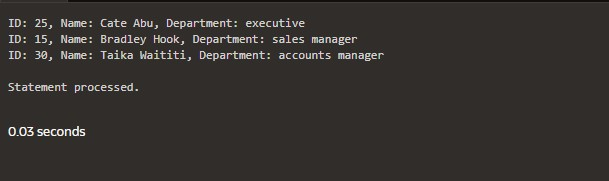 ID: 25, Name: Cate Abu, Department: executive
ID: 15, Name: Bradley Hook, Department: sales manager
ID: 30, Name: Taika Waititi, Department: accounts manager
Statement processed.
0.03 seconds